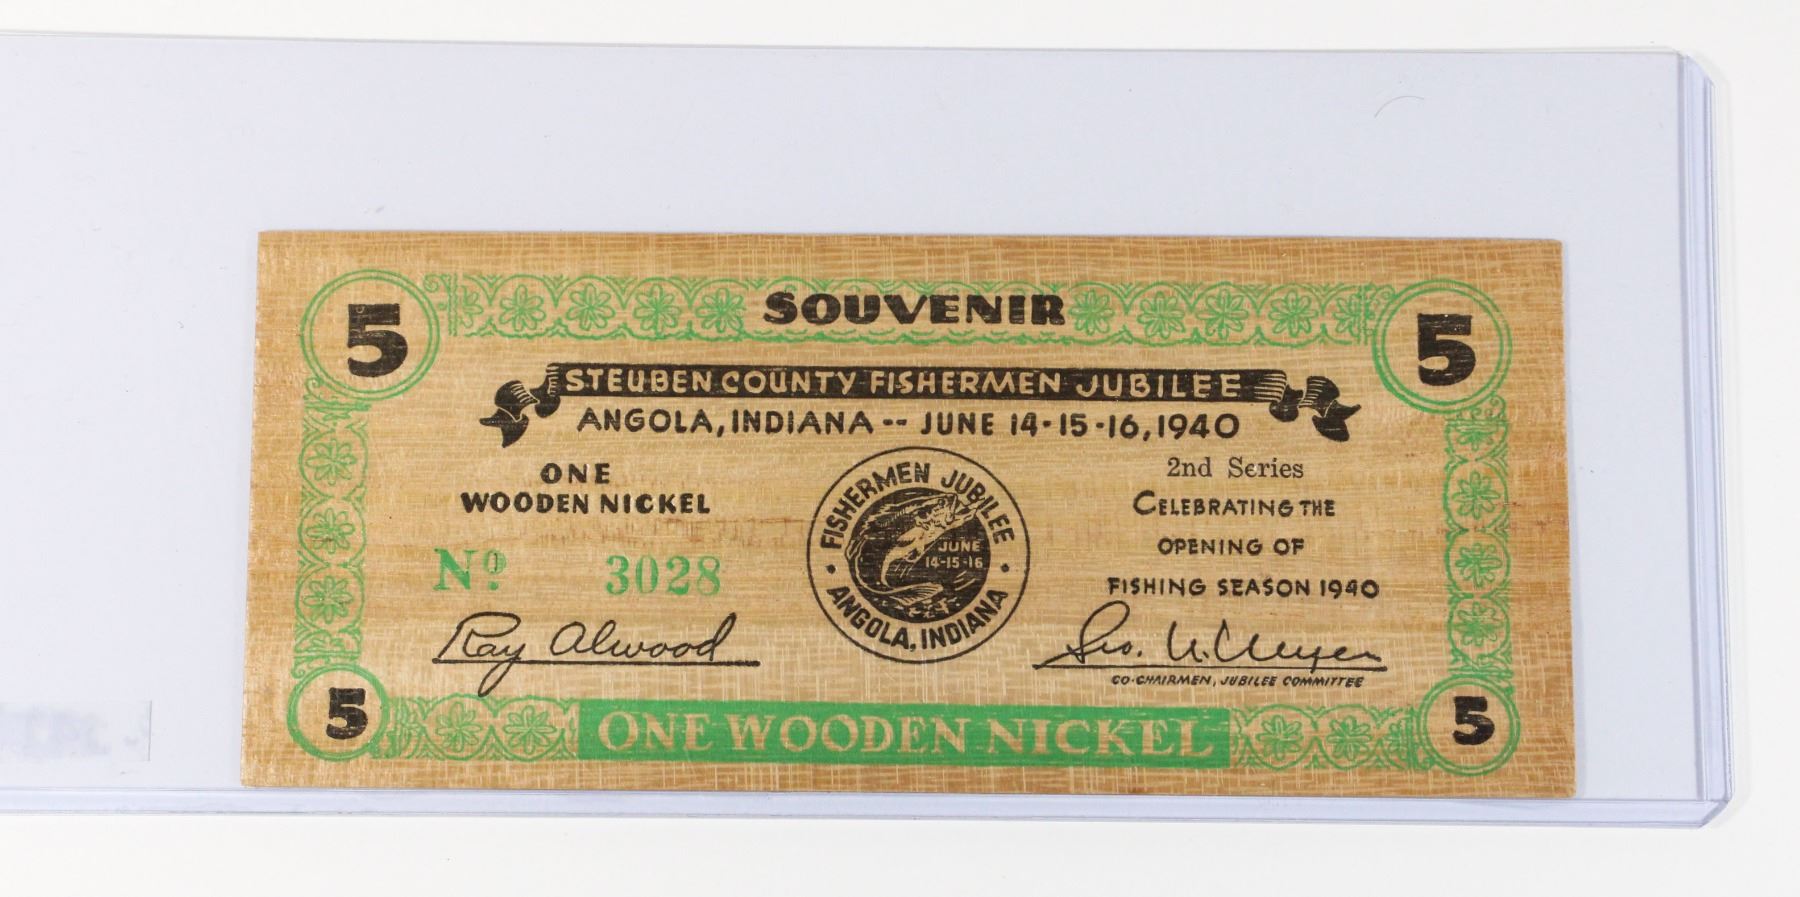 5 SOUVENIR 5
STEUBEN COUNTY FISHERMEN JUBILEE
ANGOLA, INDIANA -- JUNE 14-15-16, 1940
ONE
WOODEN NICKEL
Nº 3028
Ray Alwood
FISHERMEN JUBILEE
JUNE
14-15-16
• ANGOLA, INDIANA •
2nd Series
CELEBRATING THE
OPENING OF
FISHING SEASON 1940
Geo. W. Meyer
CO-CHAIRMEN, JUBILEE COMMITTEE
5 ONE WOODEN NICKEL 5